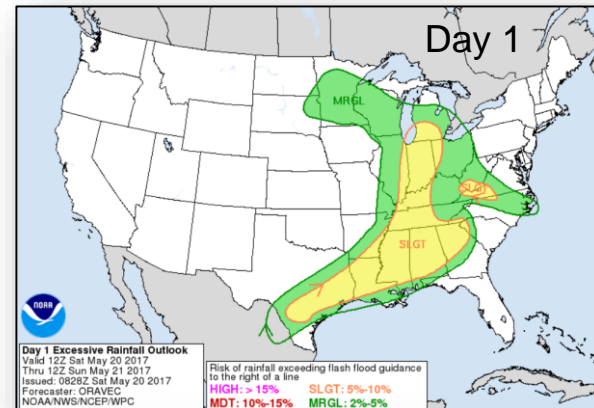 Day 1
MRGL
SLGT
SLGT
NOAA
Day 1 Excessive Rainfall Outlook
Valid 12Z Sat May 20 2017
Thru 12Z Sun May 21 2017
Issued: 0828Z Sat May 20 2017
Forecaster: ORAVEC
NOAA/NWS/NCEP/WPC
Risk of rainfall exceeding flash flood guidance
to the right of a line
HIGH: > 15% SLGT: 5%-10%
MDT: 10%-15% MRGL: 2%-5%